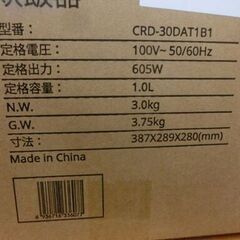 型番： CRD-30DAT1B1
定格電圧： 100V~ 50/60Hz
定格出力： 605W
定格容量： 1.0L
N.W. 3.0kg
G.W. 3.75kg
寸法： 387X289X280(mm)
Made in China